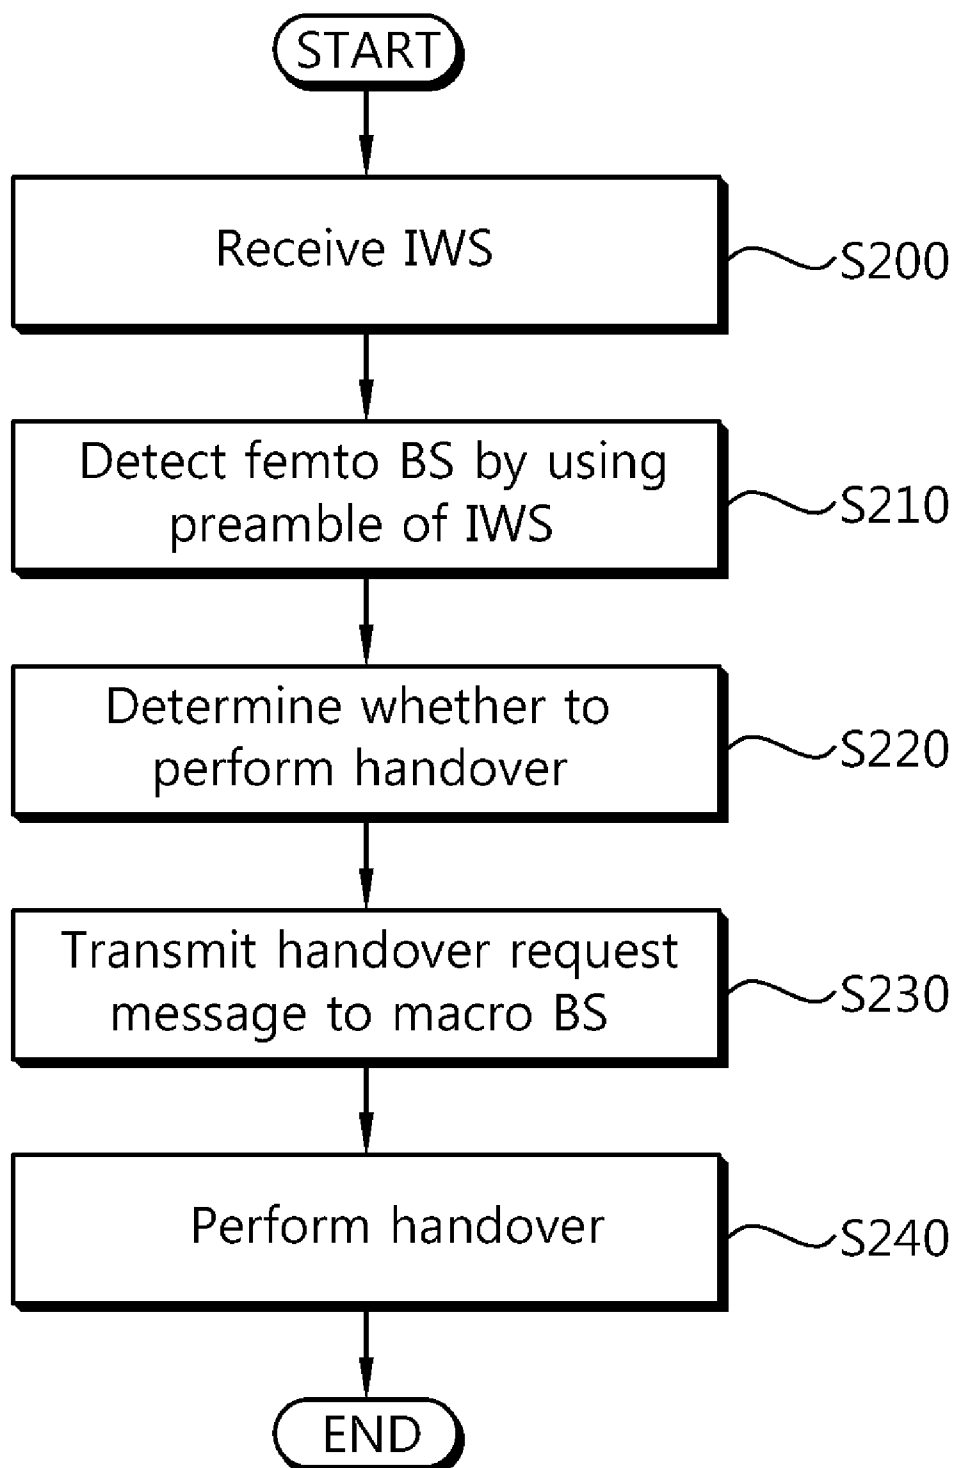 START
Receive IWS
S200
Detect femto BS by using
preamble of IWS
S210
Determine whether to
perform handover
S220
Transmit handover request
message to macro BS
S230
Perform handover
S240
END